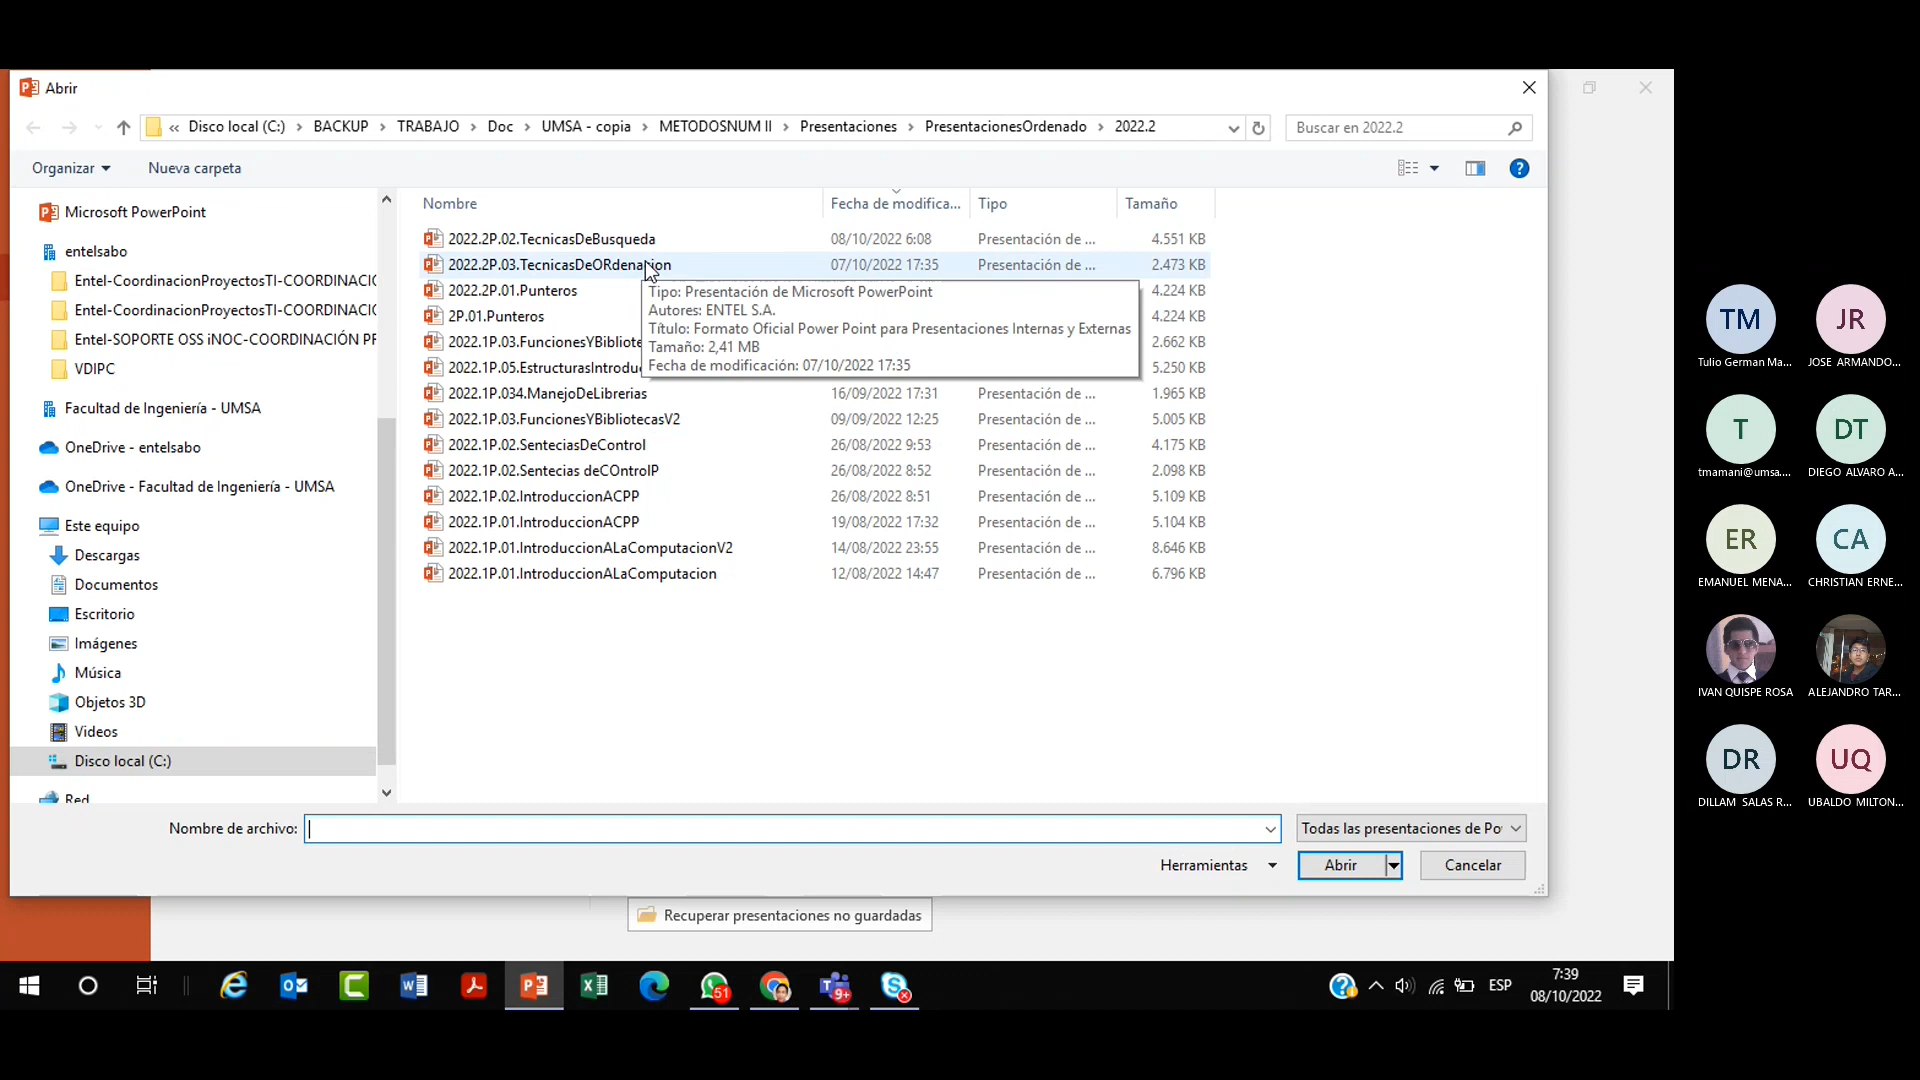 Abrir
« Disco local (C:) › BACKUP › TRABAJO › Doc › UMSA - copia › METODOSNUM II › Presentaciones › PresentacionesOrdenado › 2022.2
Buscar en 2022.2
Organizar
Nueva carpeta
Microsoft PowerPoint
entelsabo
Entel-CoordinacionProyectosTI-COORDINACIÓ
Entel-CoordinacionProyectosTI-COORDINACIÓ
Entel-SOPORTE OSS iNOC-COORDINACIÓN PR
VDIPC
Facultad de Ingeniería - UMSA
OneDrive - entelsabo
OneDrive - Facultad de Ingeniería - UMSA
Este equipo
Descargas
Documentos
Escritorio
Imágenes
Música
Objetos 3D
Videos
Disco local (C:)
Red
Nombre Fecha de modifica... Tipo Tamaño
2022.2P.02.TecnicasDeBusqueda 08/10/2022 6:08 Presentación de ... 4.551 KB
2022.2P.03.TecnicasDeORdenacion 07/10/2022 17:35 Presentación de ... 2.473 KB
2022.2P.01.Punteros 4.224 KB
2P.01.Punteros 4.224 KB
2022.1P.03.FuncionesYBibliote 2.662 KB
2022.1P.05.EstructurasIntrodu 5.250 KB
2022.1P.034.ManejoDeLibrerias 16/09/2022 17:31 Presentación de ... 1.965 KB
2022.1P.03.FuncionesYBibliotecasV2 09/09/2022 12:25 Presentación de ... 5.005 KB
2022.1P.02.SenteciasDeControl 26/08/2022 9:53 Presentación de ... 4.175 KB
2022.1P.02.Sentecias deCOntrolP 26/08/2022 8:52 Presentación de ... 2.098 KB
2022.1P.02.IntroduccionACPP 26/08/2022 8:51 Presentación de ... 5.109 KB
2022.1P.01.IntroduccionACPP 19/08/2022 17:32 Presentación de ... 5.104 KB
2022.1P.01.IntroduccionALaComputacionV2 14/08/2022 23:55 Presentación de ... 8.646 KB
2022.1P.01.IntroduccionALaComputacion 12/08/2022 14:47 Presentación de ... 6.796 KB
Tipo: Presentación de Microsoft PowerPoint
Autores: ENTEL S.A.
Título: Formato Oficial Power Point para Presentaciones Internas y Externas
Tamaño: 2,41 MB
Fecha de modificación: 07/10/2022 17:35
Nombre de archivo:
Todas las presentaciones de Po
Herramientas
Abrir
Cancelar
Recuperar presentaciones no guardadas
51
9+
ESP
7:39
08/10/2022
TM JR
Tulio German Ma... JOSE ARMANDO...
T DT
tmamani@umsa.... DIEGO ALVARO A...
ER CA
EMANUEL MENA... CHRISTIAN ERNE...
IVAN QUISPE ROSA ALEJANDRO TAR...
DR UQ
DILLAM SALAS R... UBALDO MILTON...